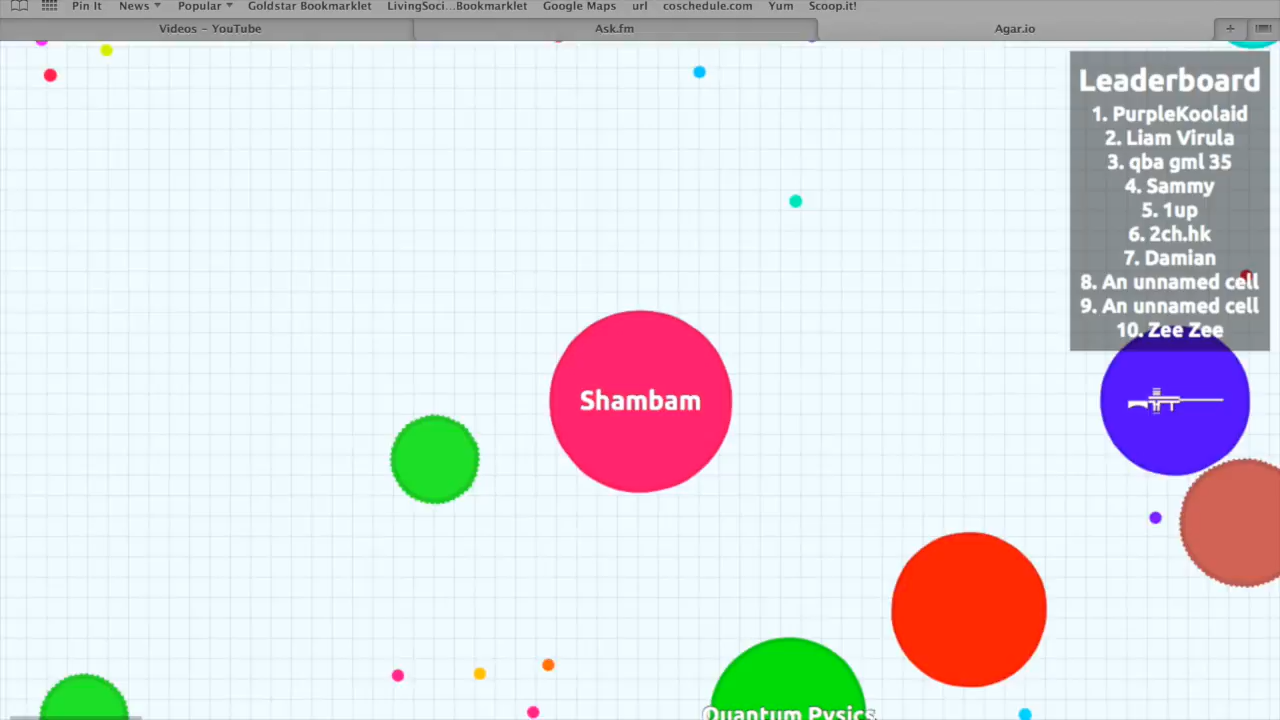 Pin It News Popular Goldstar Bookmarklet LivingSoci...Bookmarklet Google Maps url coschedule.com Yum Scoop.it!
Videos – YouTube Ask.fm Agar.io +
Leaderboard
1. PurpleKoolaid
2. Liam Virula
3. qba gml 35
4. Sammy
5. 1up
6. 2ch.hk
7. Damian
8. An unnamed cell
9. An unnamed cell
10. Zee Zee
Shambam
Quantum Pysics